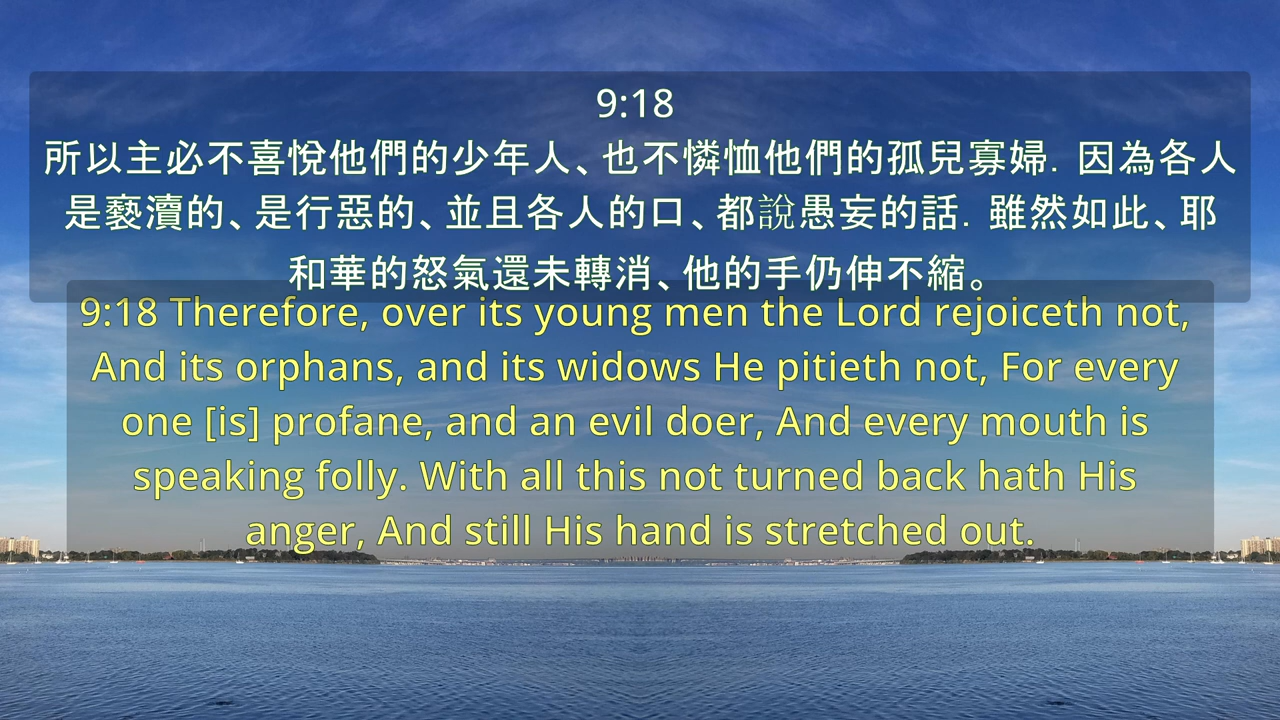 9:18
所以主必不喜悅他們的少年人、也不憐恤他們的孤兒寡婦．因為各人
是褻瀆的、是行惡的、並且各人的口、都說愚妄的話．雖然如此、耶
和華的怒氣還未轉消、他的手仍伸不縮。
9:18 Therefore, over its young men the Lord rejoiceth not,
And its orphans, and its widows He pitieth not, For every
one [is] profane, and an evil doer, And every mouth is
speaking folly. With all this not turned back hath His
anger, And still His hand is stretched out.